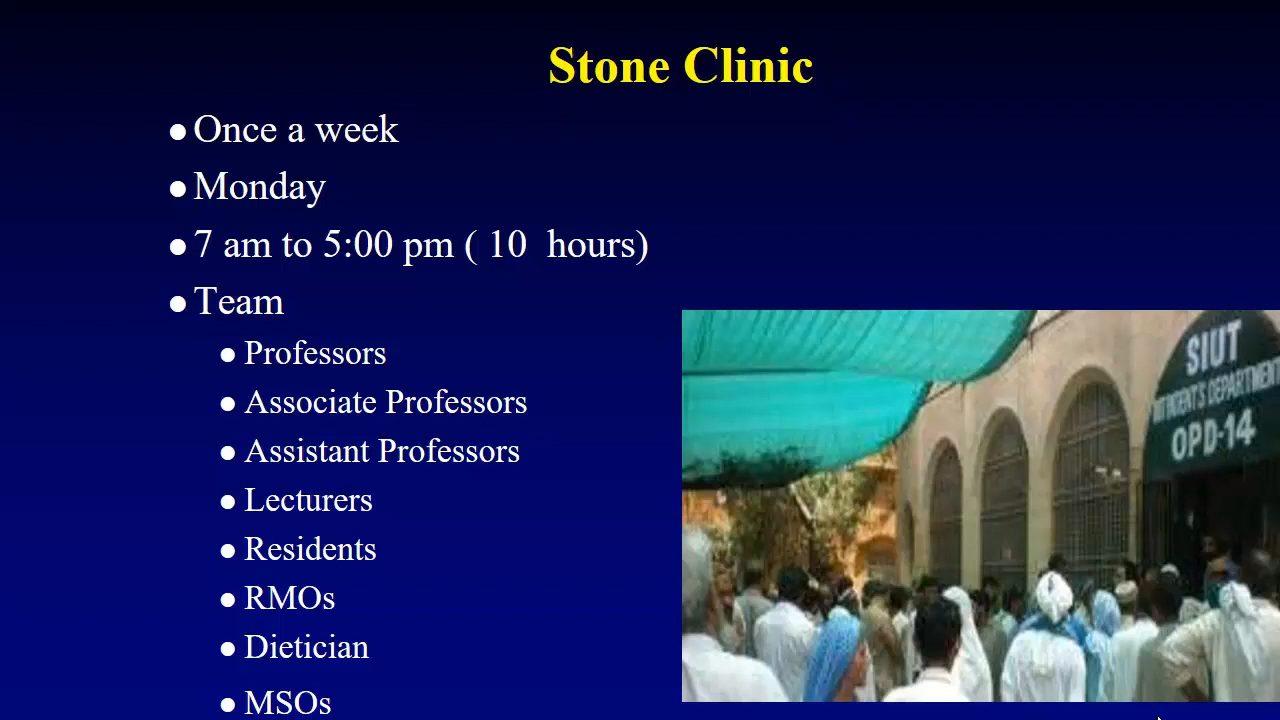 Stone Clinic
● Once a week
● Monday
● 7 am to 5:00 pm ( 10  hours)
● Team
● Professors
● Associate Professors
● Assistant Professors
● Lecturers
● Residents
● RMOs
● Dietician
● MSOs
SIUT
DEPARTMENT
OPD-14